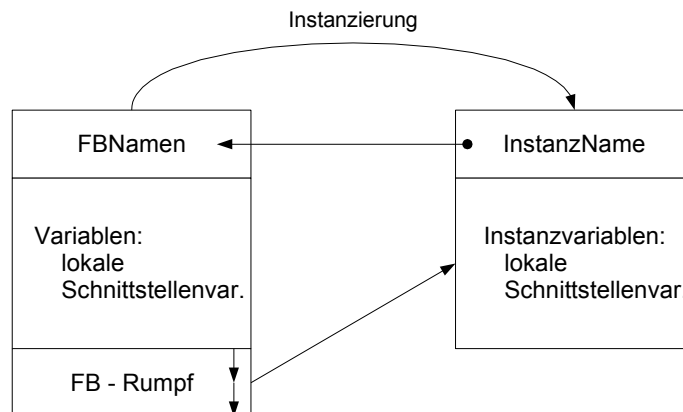 Instanzierung
FBNamen
InstanzName
Variablen:
lokale
Schnittstellenvar.
Instanzvariablen:
lokale
Schnittstellenvar.
FB - Rumpf